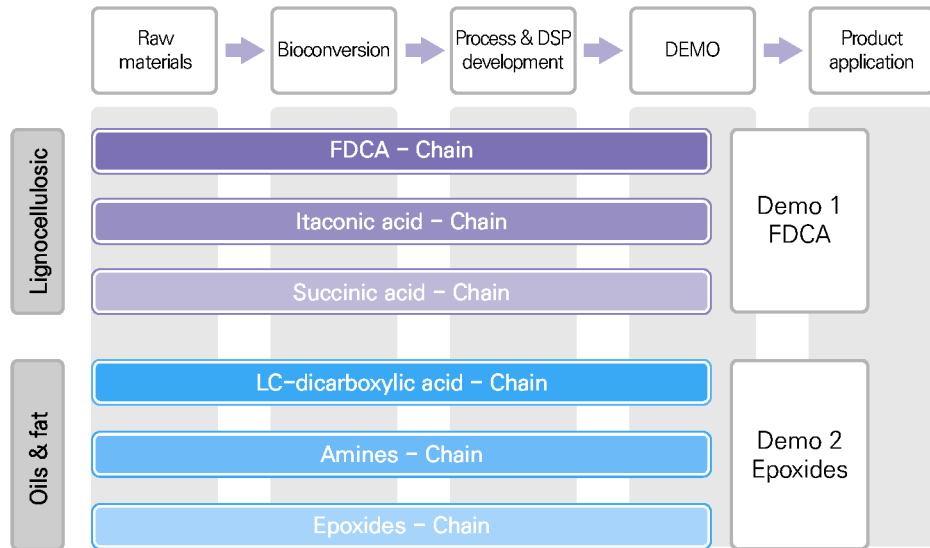 Raw
materials
Bioconversion
Process & DSP
development
DEMO
Product
application
Lignocellulosic
FDCA – Chain
Itaconic acid – Chain
Succinic acid – Chain
Demo 1
FDCA
Oils & fat
LC-dicarboxylic acid – Chain
Amines – Chain
Epoxides – Chain
Demo 2
Epoxides